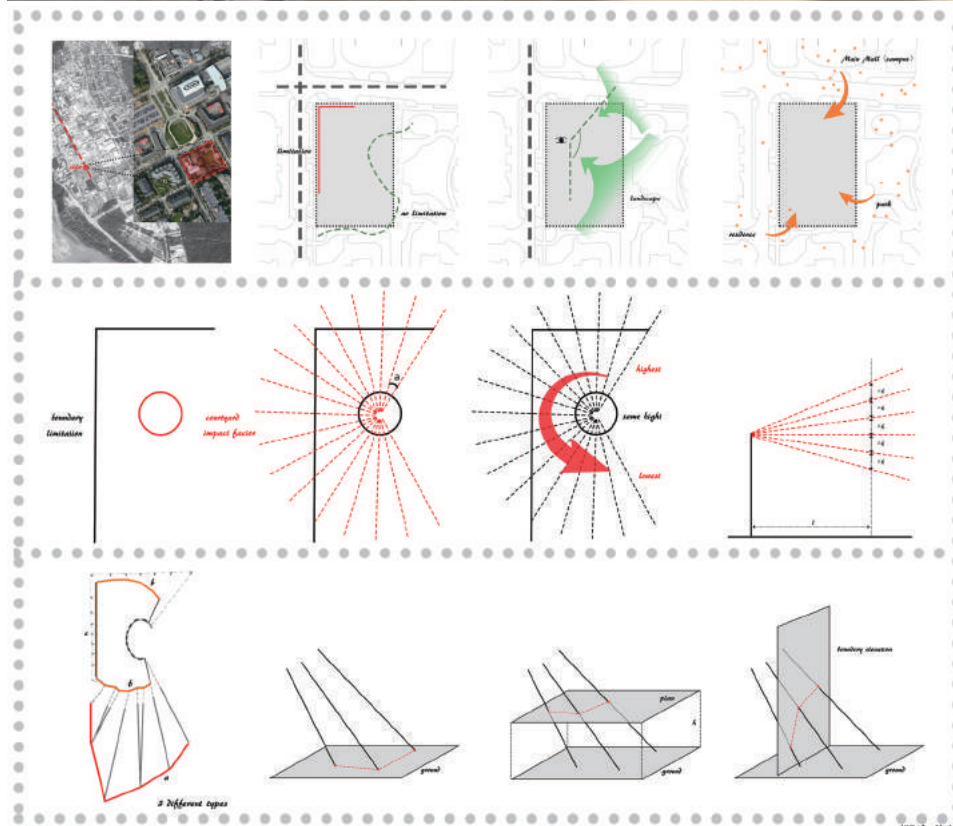 limitation
no limitation
landscape
Main Mall (campus)
park
residence
boundary
limitation
courtyard
impact factor
a
highest
same hight
lowest
l
b
h
b
a
3 different types
ground
plan
h
ground
boundary elevation
ground